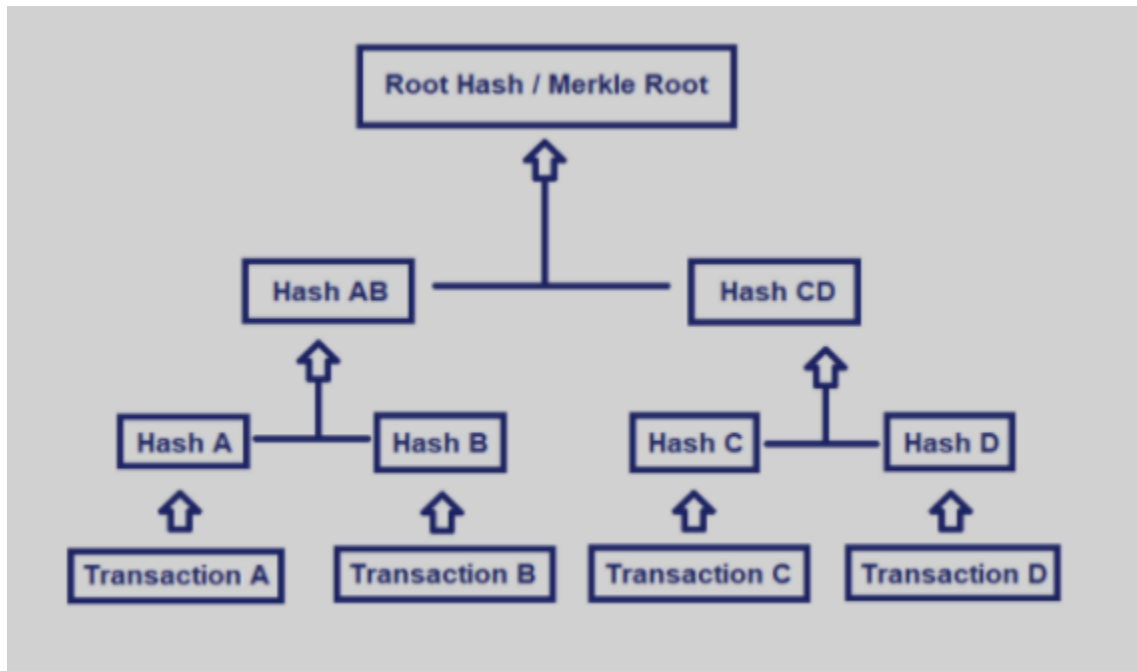 Root Hash / Merkle Root
Hash AB
Hash CD
Hash A
Hash B
Hash C
Hash D
Transaction A
Transaction B
Transaction C
Transaction D